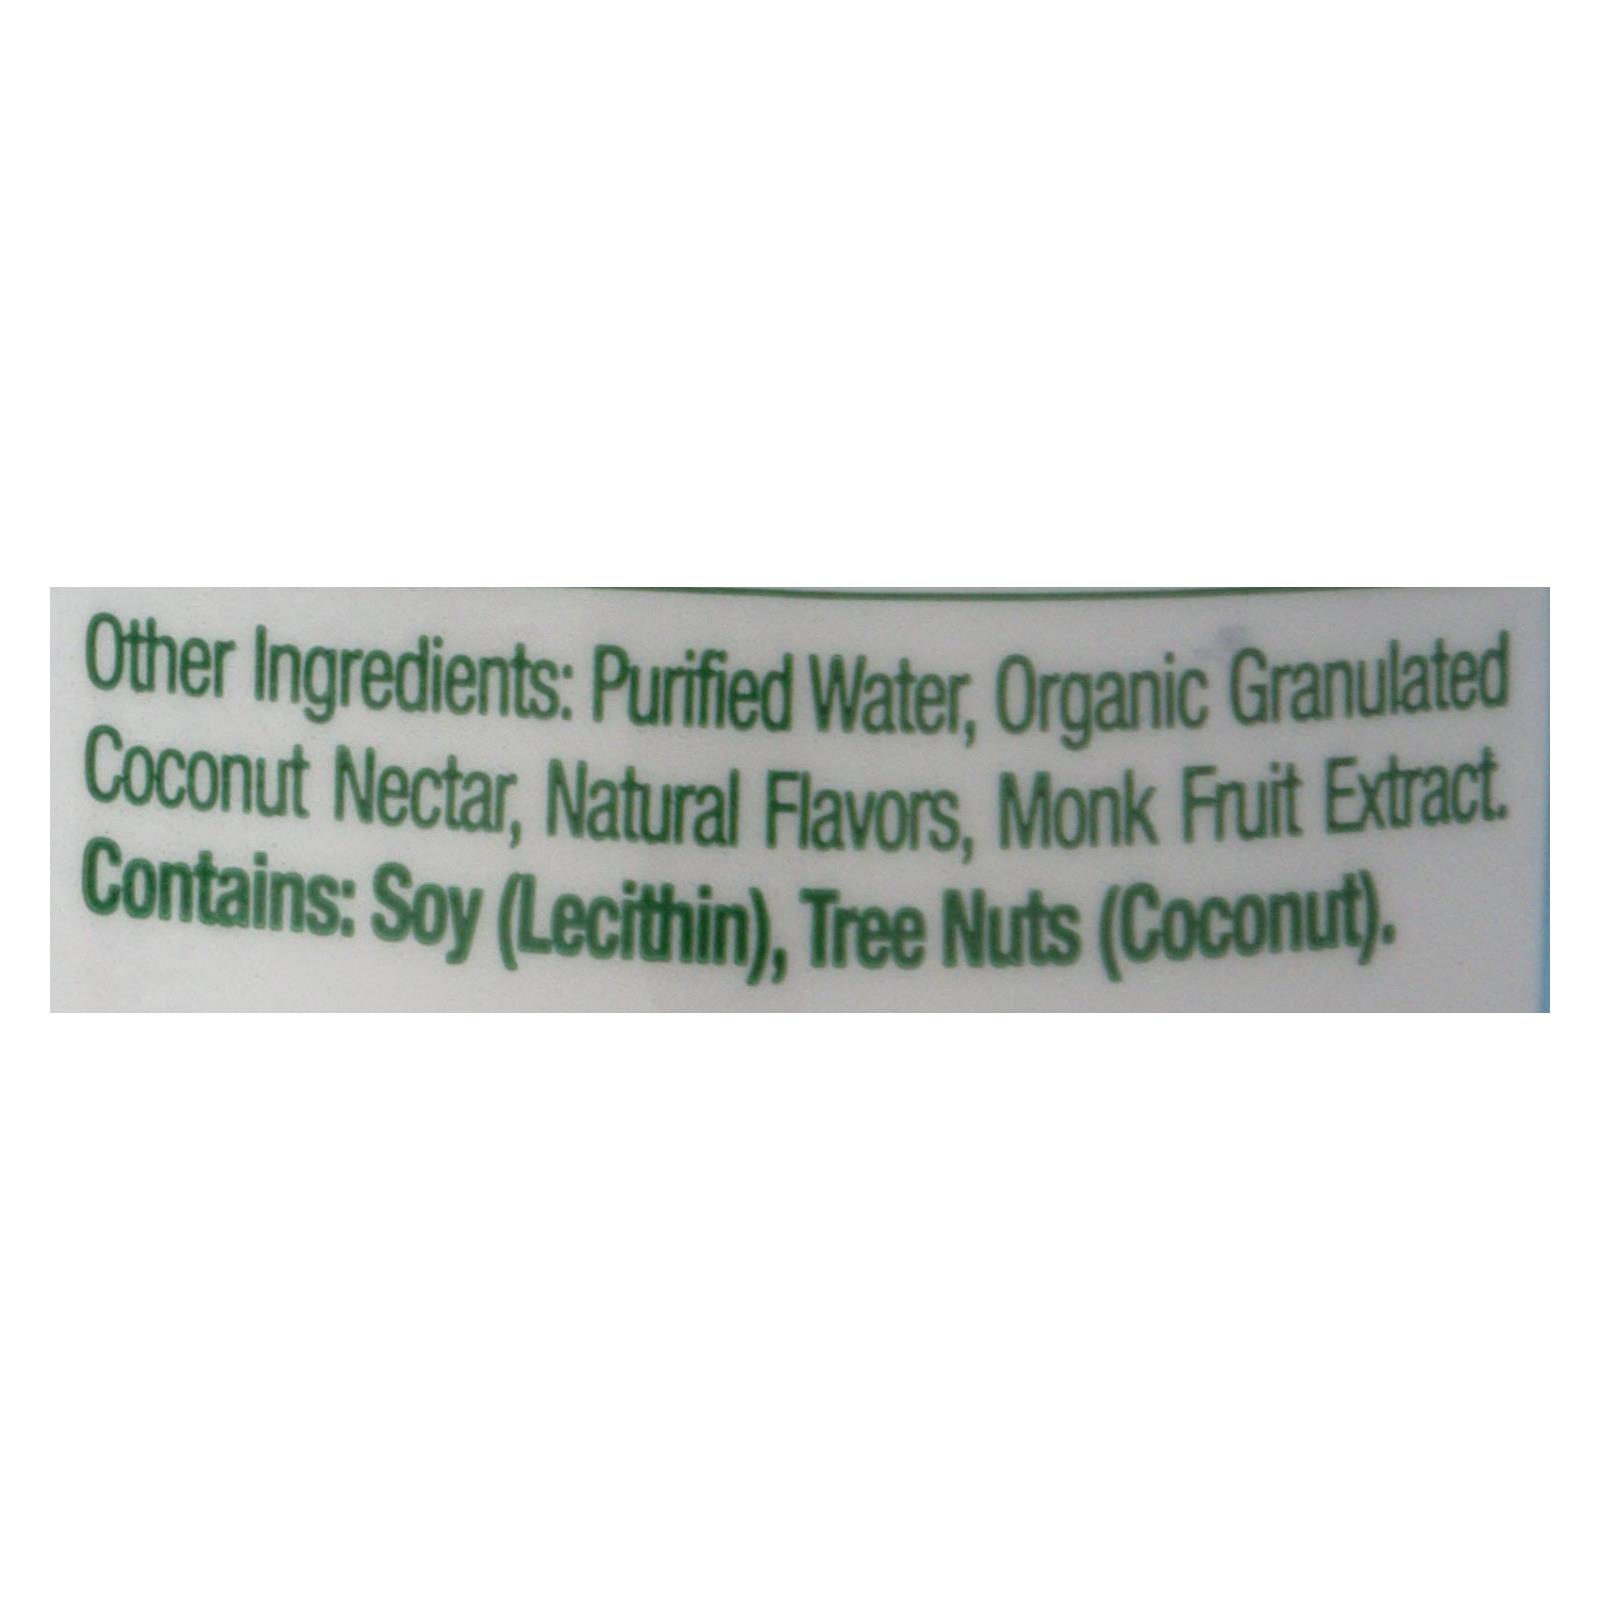 Other Ingredients: Purified Water, Organic Granulated
Coconut Nectar, Natural Flavors, Monk Fruit Extract.
Contains: Soy (Lecithin), Tree Nuts (Coconut).